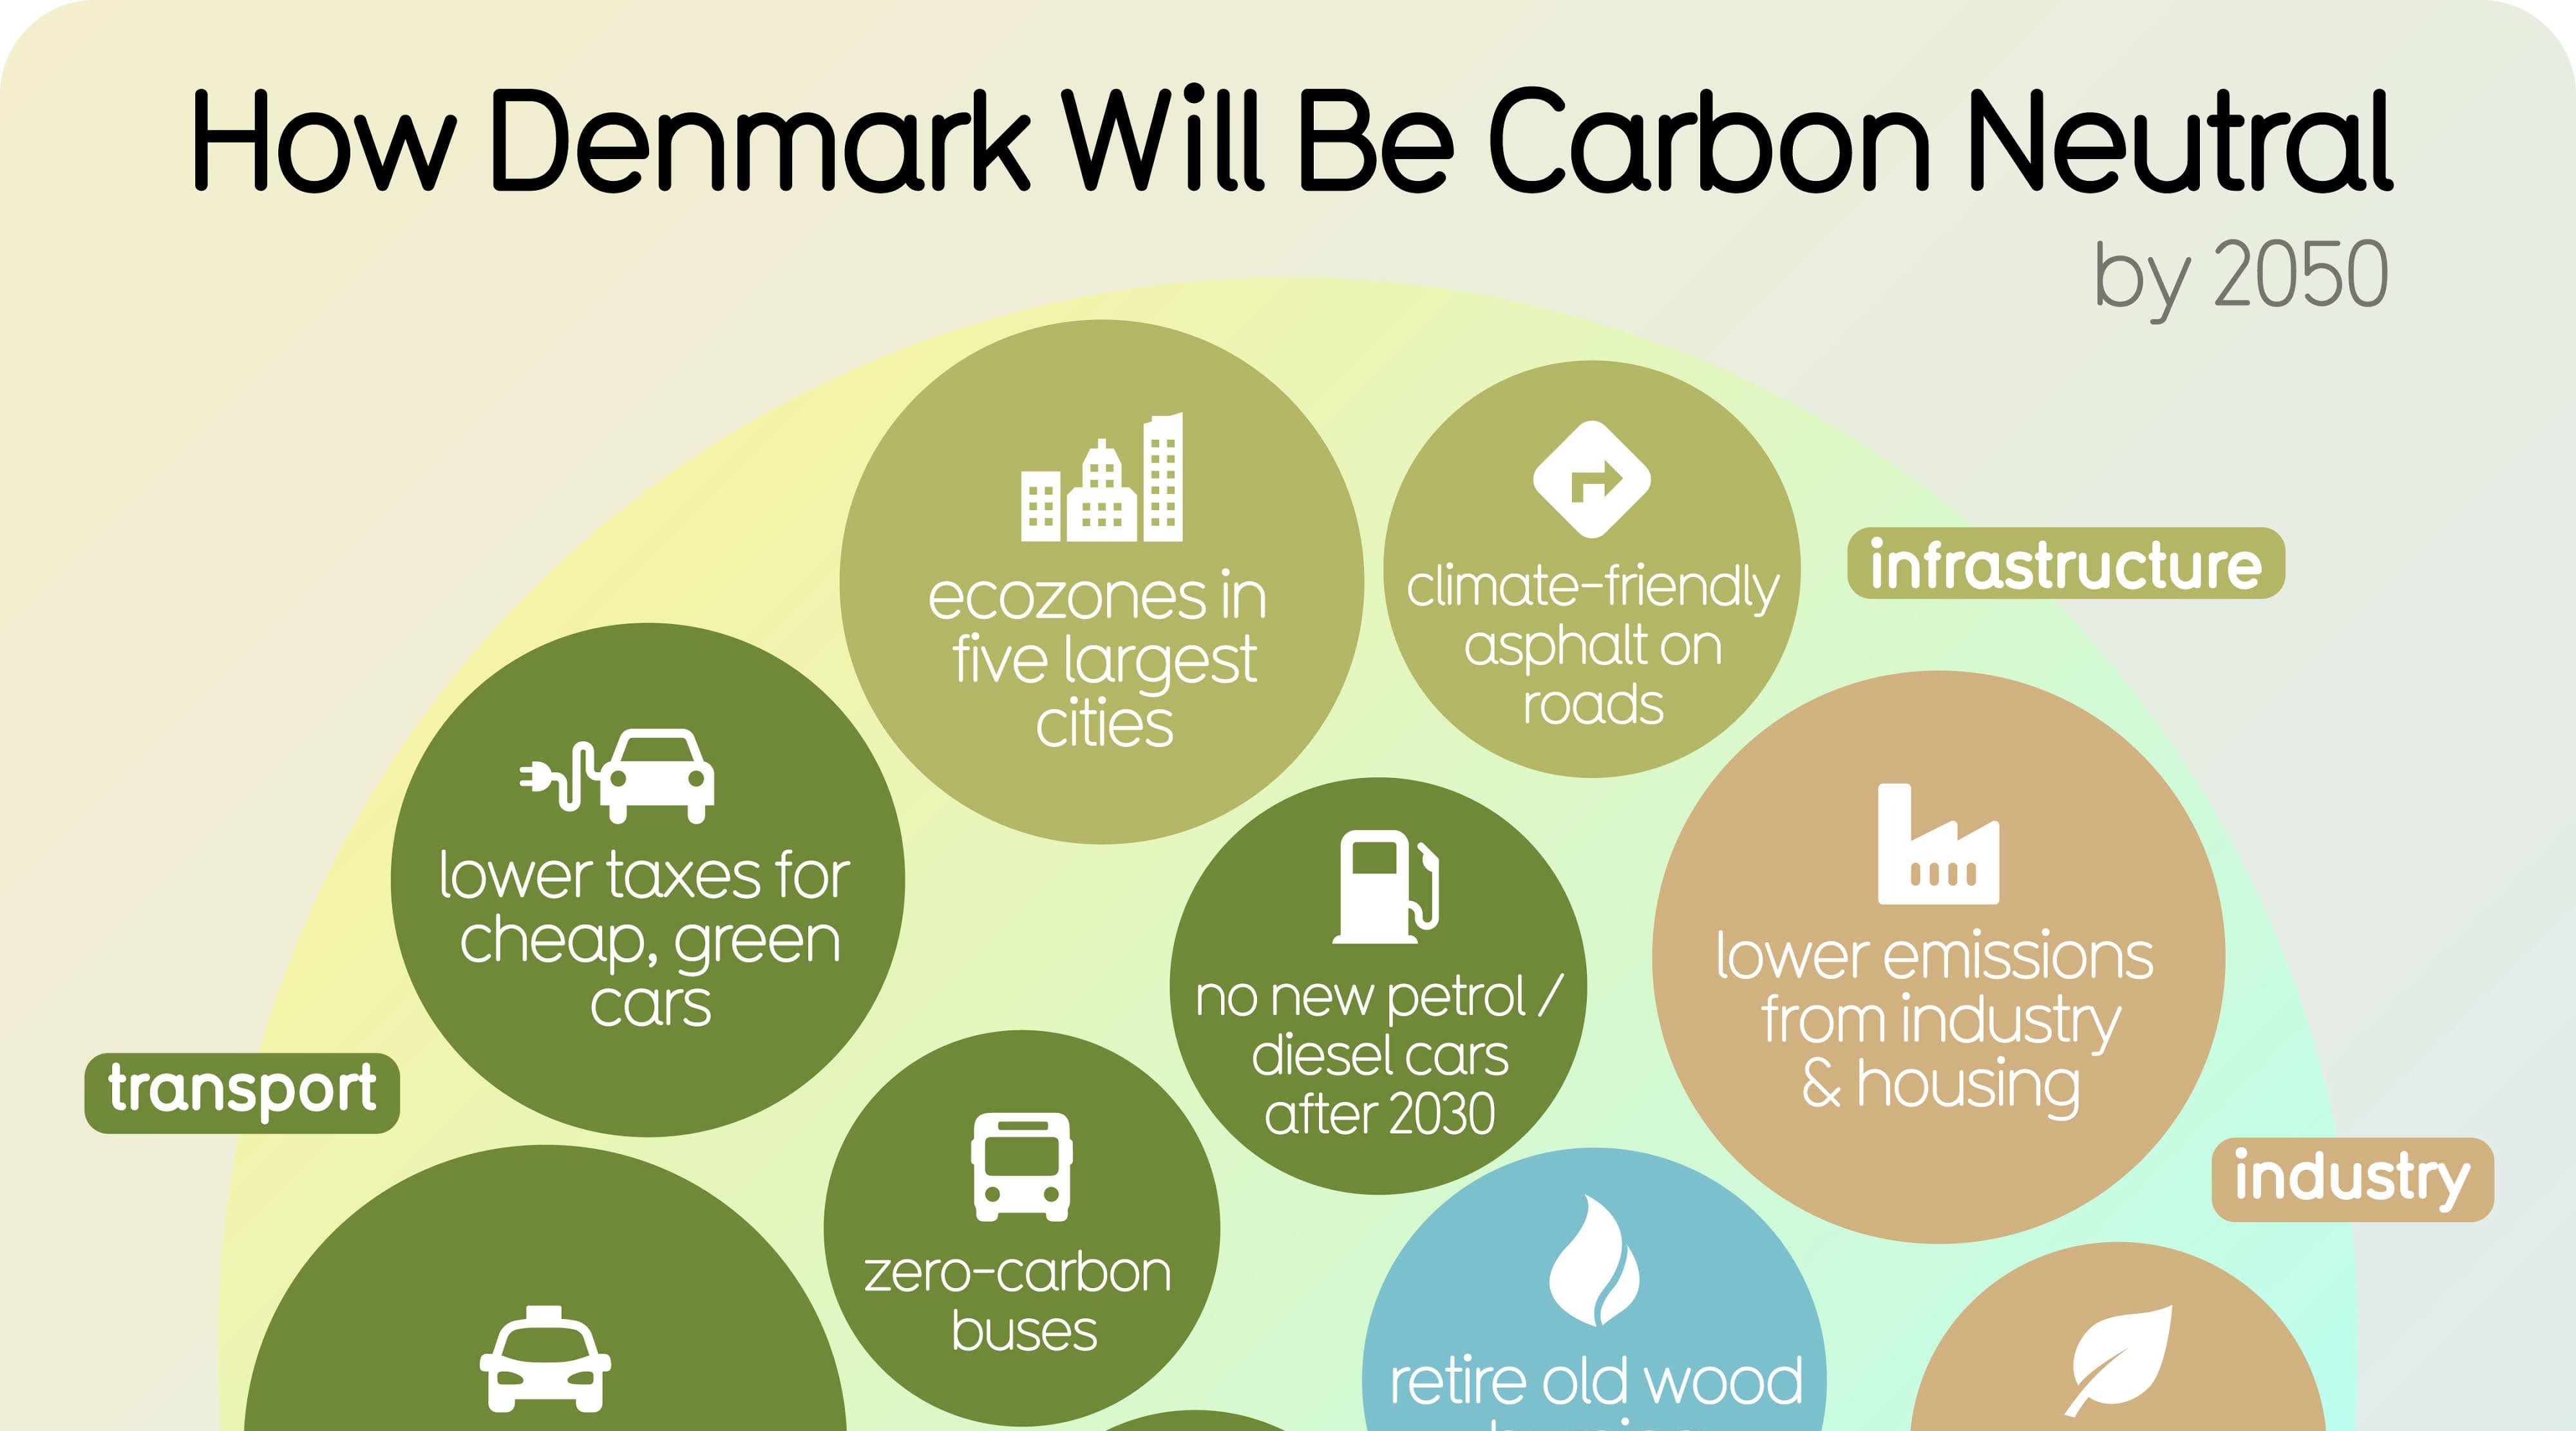 How Denmark Will Be Carbon Neutral
by 2050
ecozones in
five largest
cities
climate-friendly
asphalt on
roads
infrastructure
lower taxes for
cheap, green
cars
no new petrol /
diesel cars
after 2030
lower emissions
from industry
& housing
transport
zero-carbon
buses
industry
retire old wood